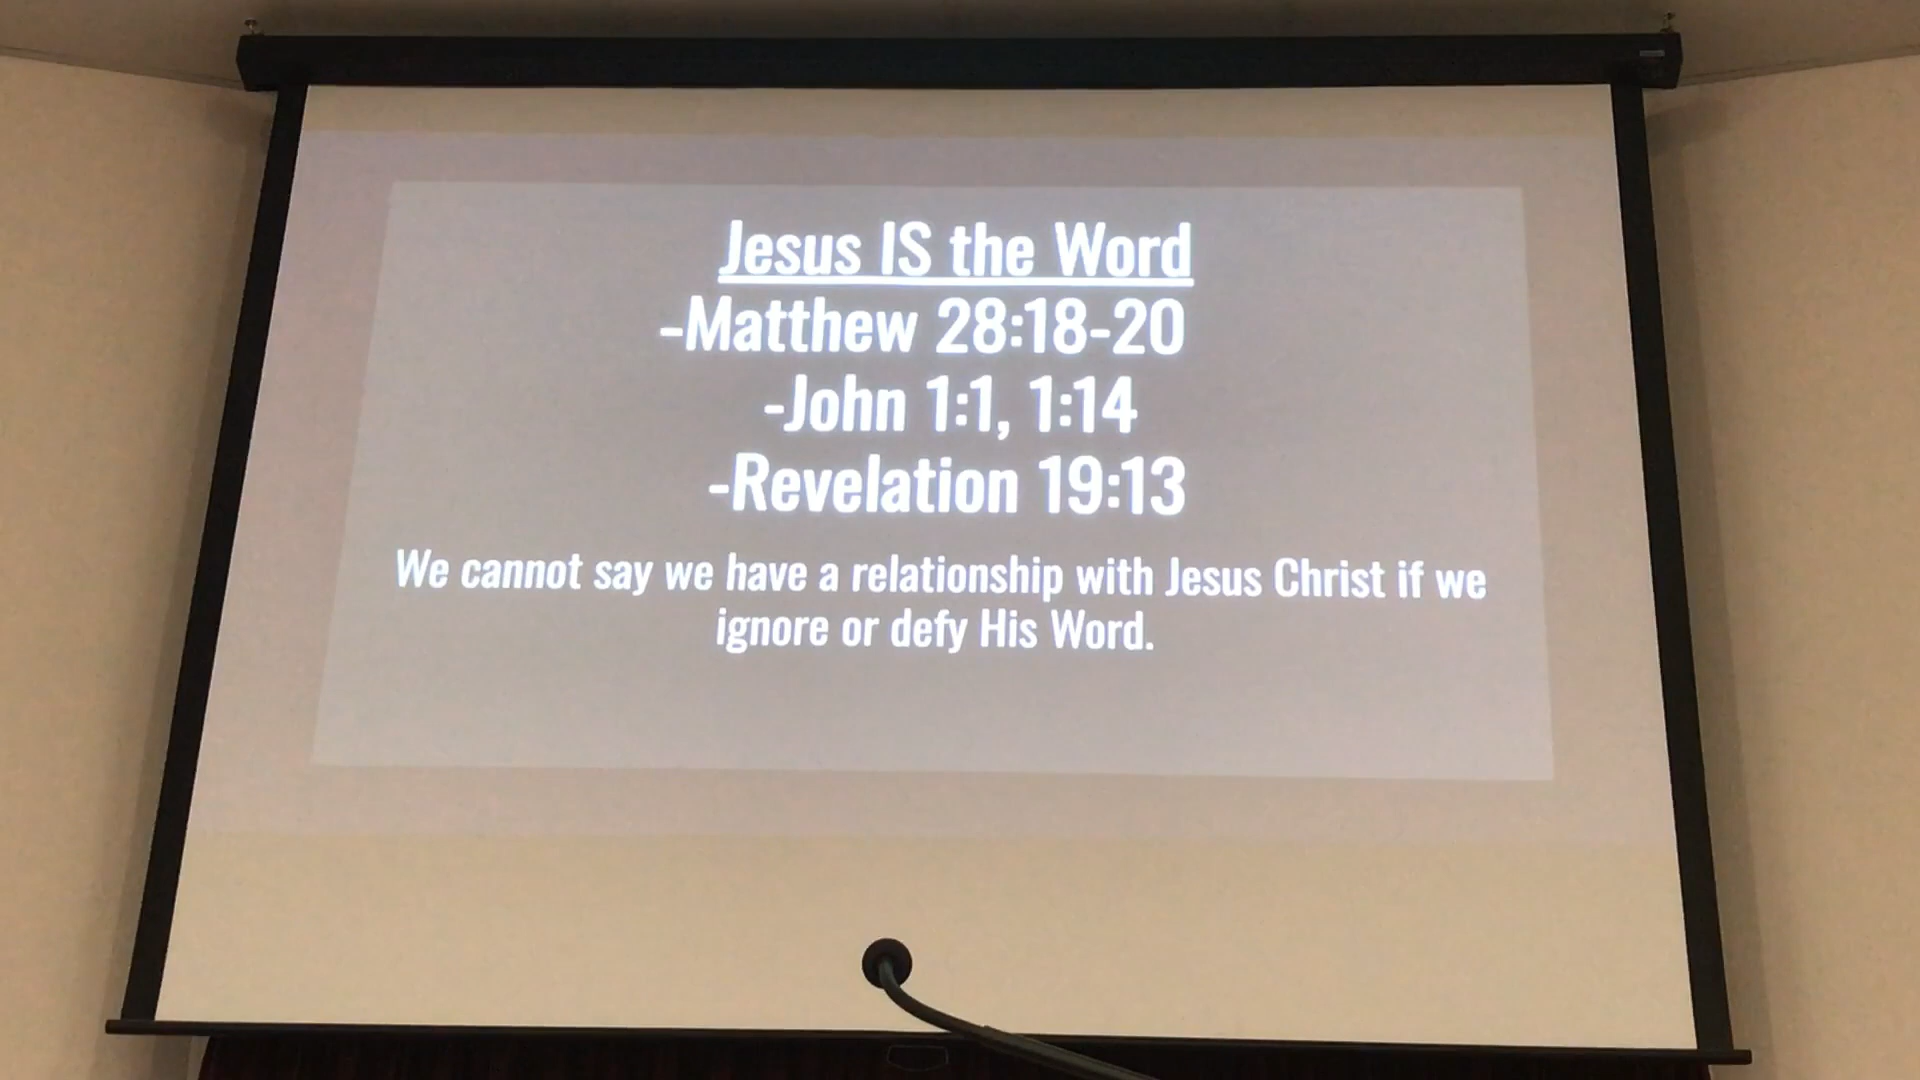 Jesus IS the Word
-Matthew 28:18-20
-John 1:1, 1:14
-Revelation 19:13
We cannot say we have a relationship with Jesus Christ if we
ignore or defy His Word.